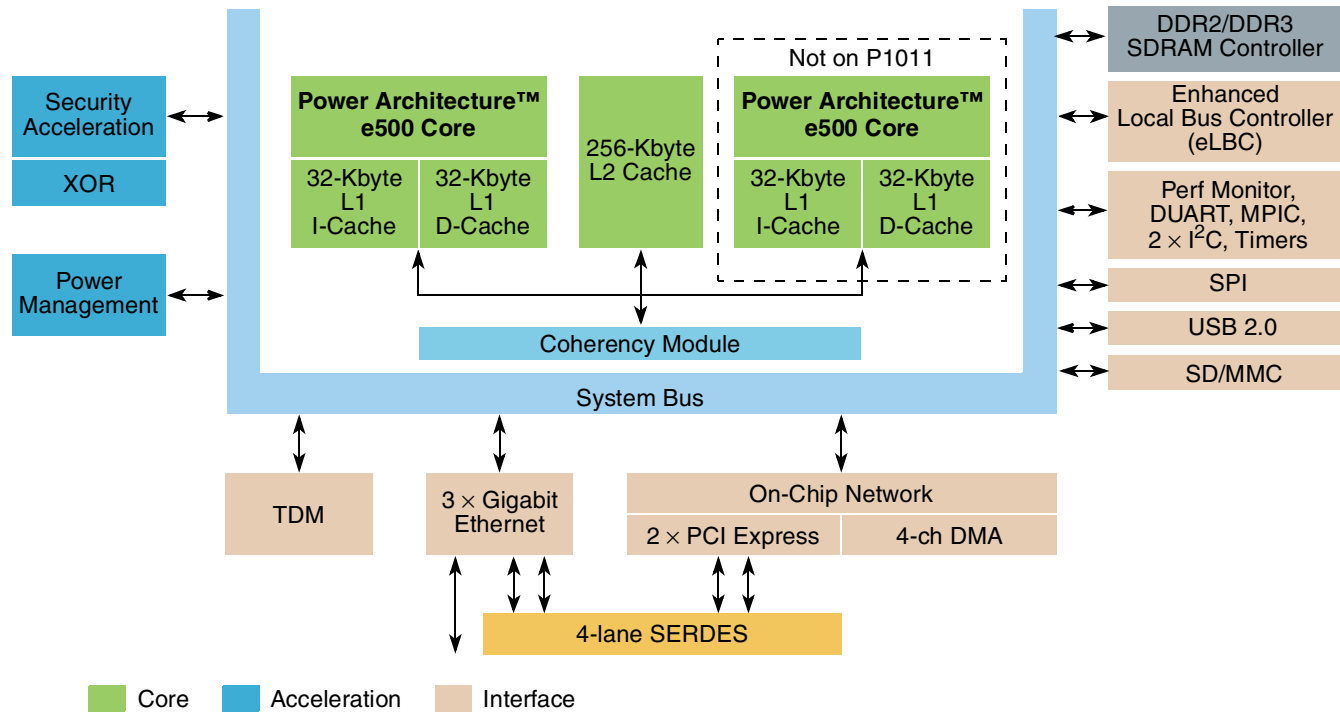 Not on P1011
Security
Acceleration
XOR
Power
Management
Power Architecture™
e500 Core
32-Kbyte
L1
I-Cache
32-Kbyte
L1
D-Cache
256-Kbyte
L2 Cache
Power Architecture™
e500 Core
32-Kbyte
L1
I-Cache
32-Kbyte
L1
D-Cache
Coherency Module
System Bus
DDR2/DDR3
SDRAM Controller
Enhanced
Local Bus Controller
(eLBC)
Perf Monitor,
DUART, MPIC,
2 × I²C, Timers
SPI
USB 2.0
SD/MMC
TDM
3 × Gigabit
Ethernet
On-Chip Network
2 × PCI Express
4-ch DMA
4-lane SERDES
Core
Acceleration
Interface